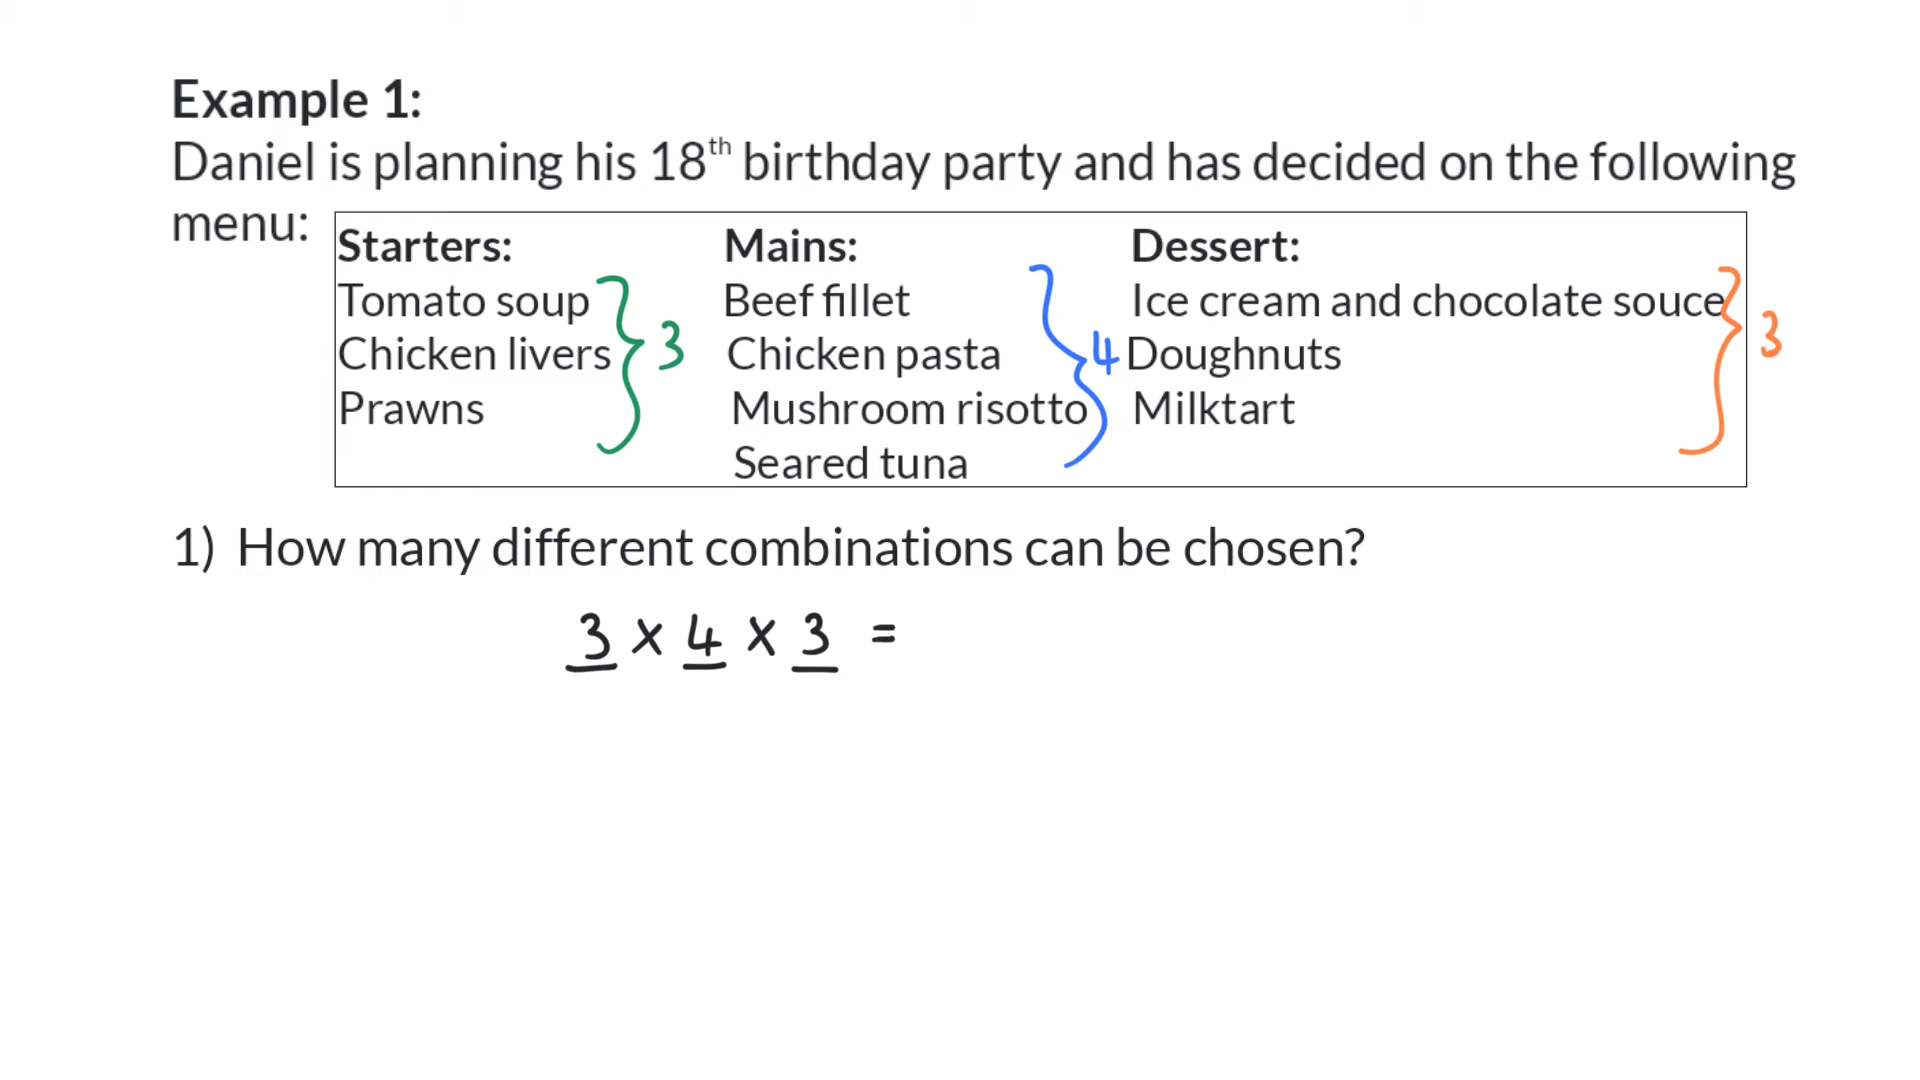 Example 1:
Daniel is planning his 18th birthday party and has decided on the following
menu:
Starters: Mains: Dessert:
Tomato soup Beef fillet Ice cream and chocolate souce
Chicken livers Chicken pasta Doughnuts
Prawns Mushroom risotto Milktart
Seared tuna
3 4 3
1) How many different combinations can be chosen?
3 x 4 x 3 =